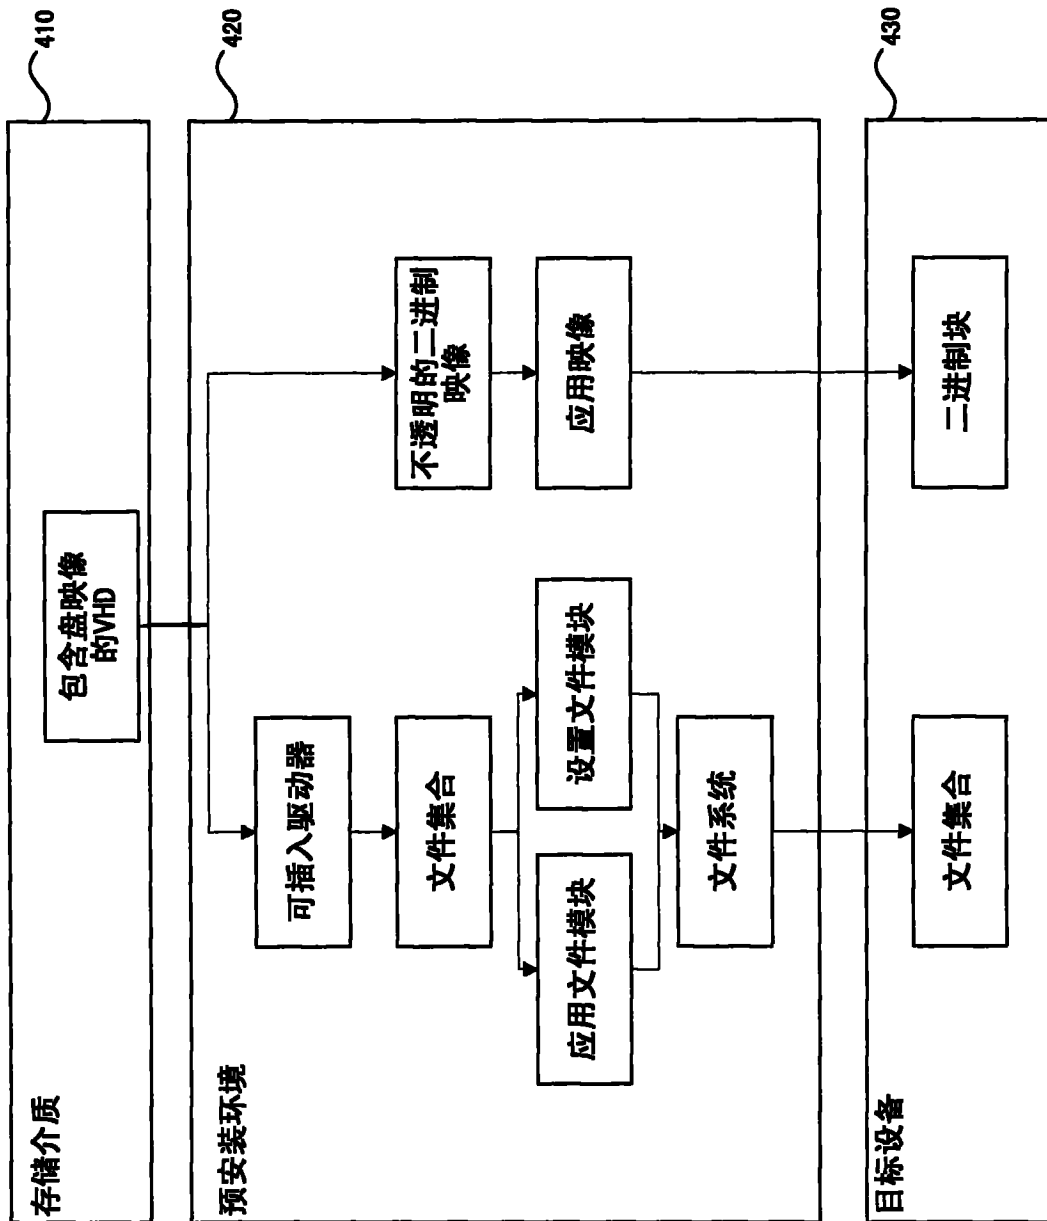 410
存储介质
包含盘映像
的VHD
420
预安装环境
可插入驱动器
文件集合
应用文件模块
设置文件模块
文件系统
不透明的二进制
映像
应用映像
430
目标设备
文件集合
二进制块